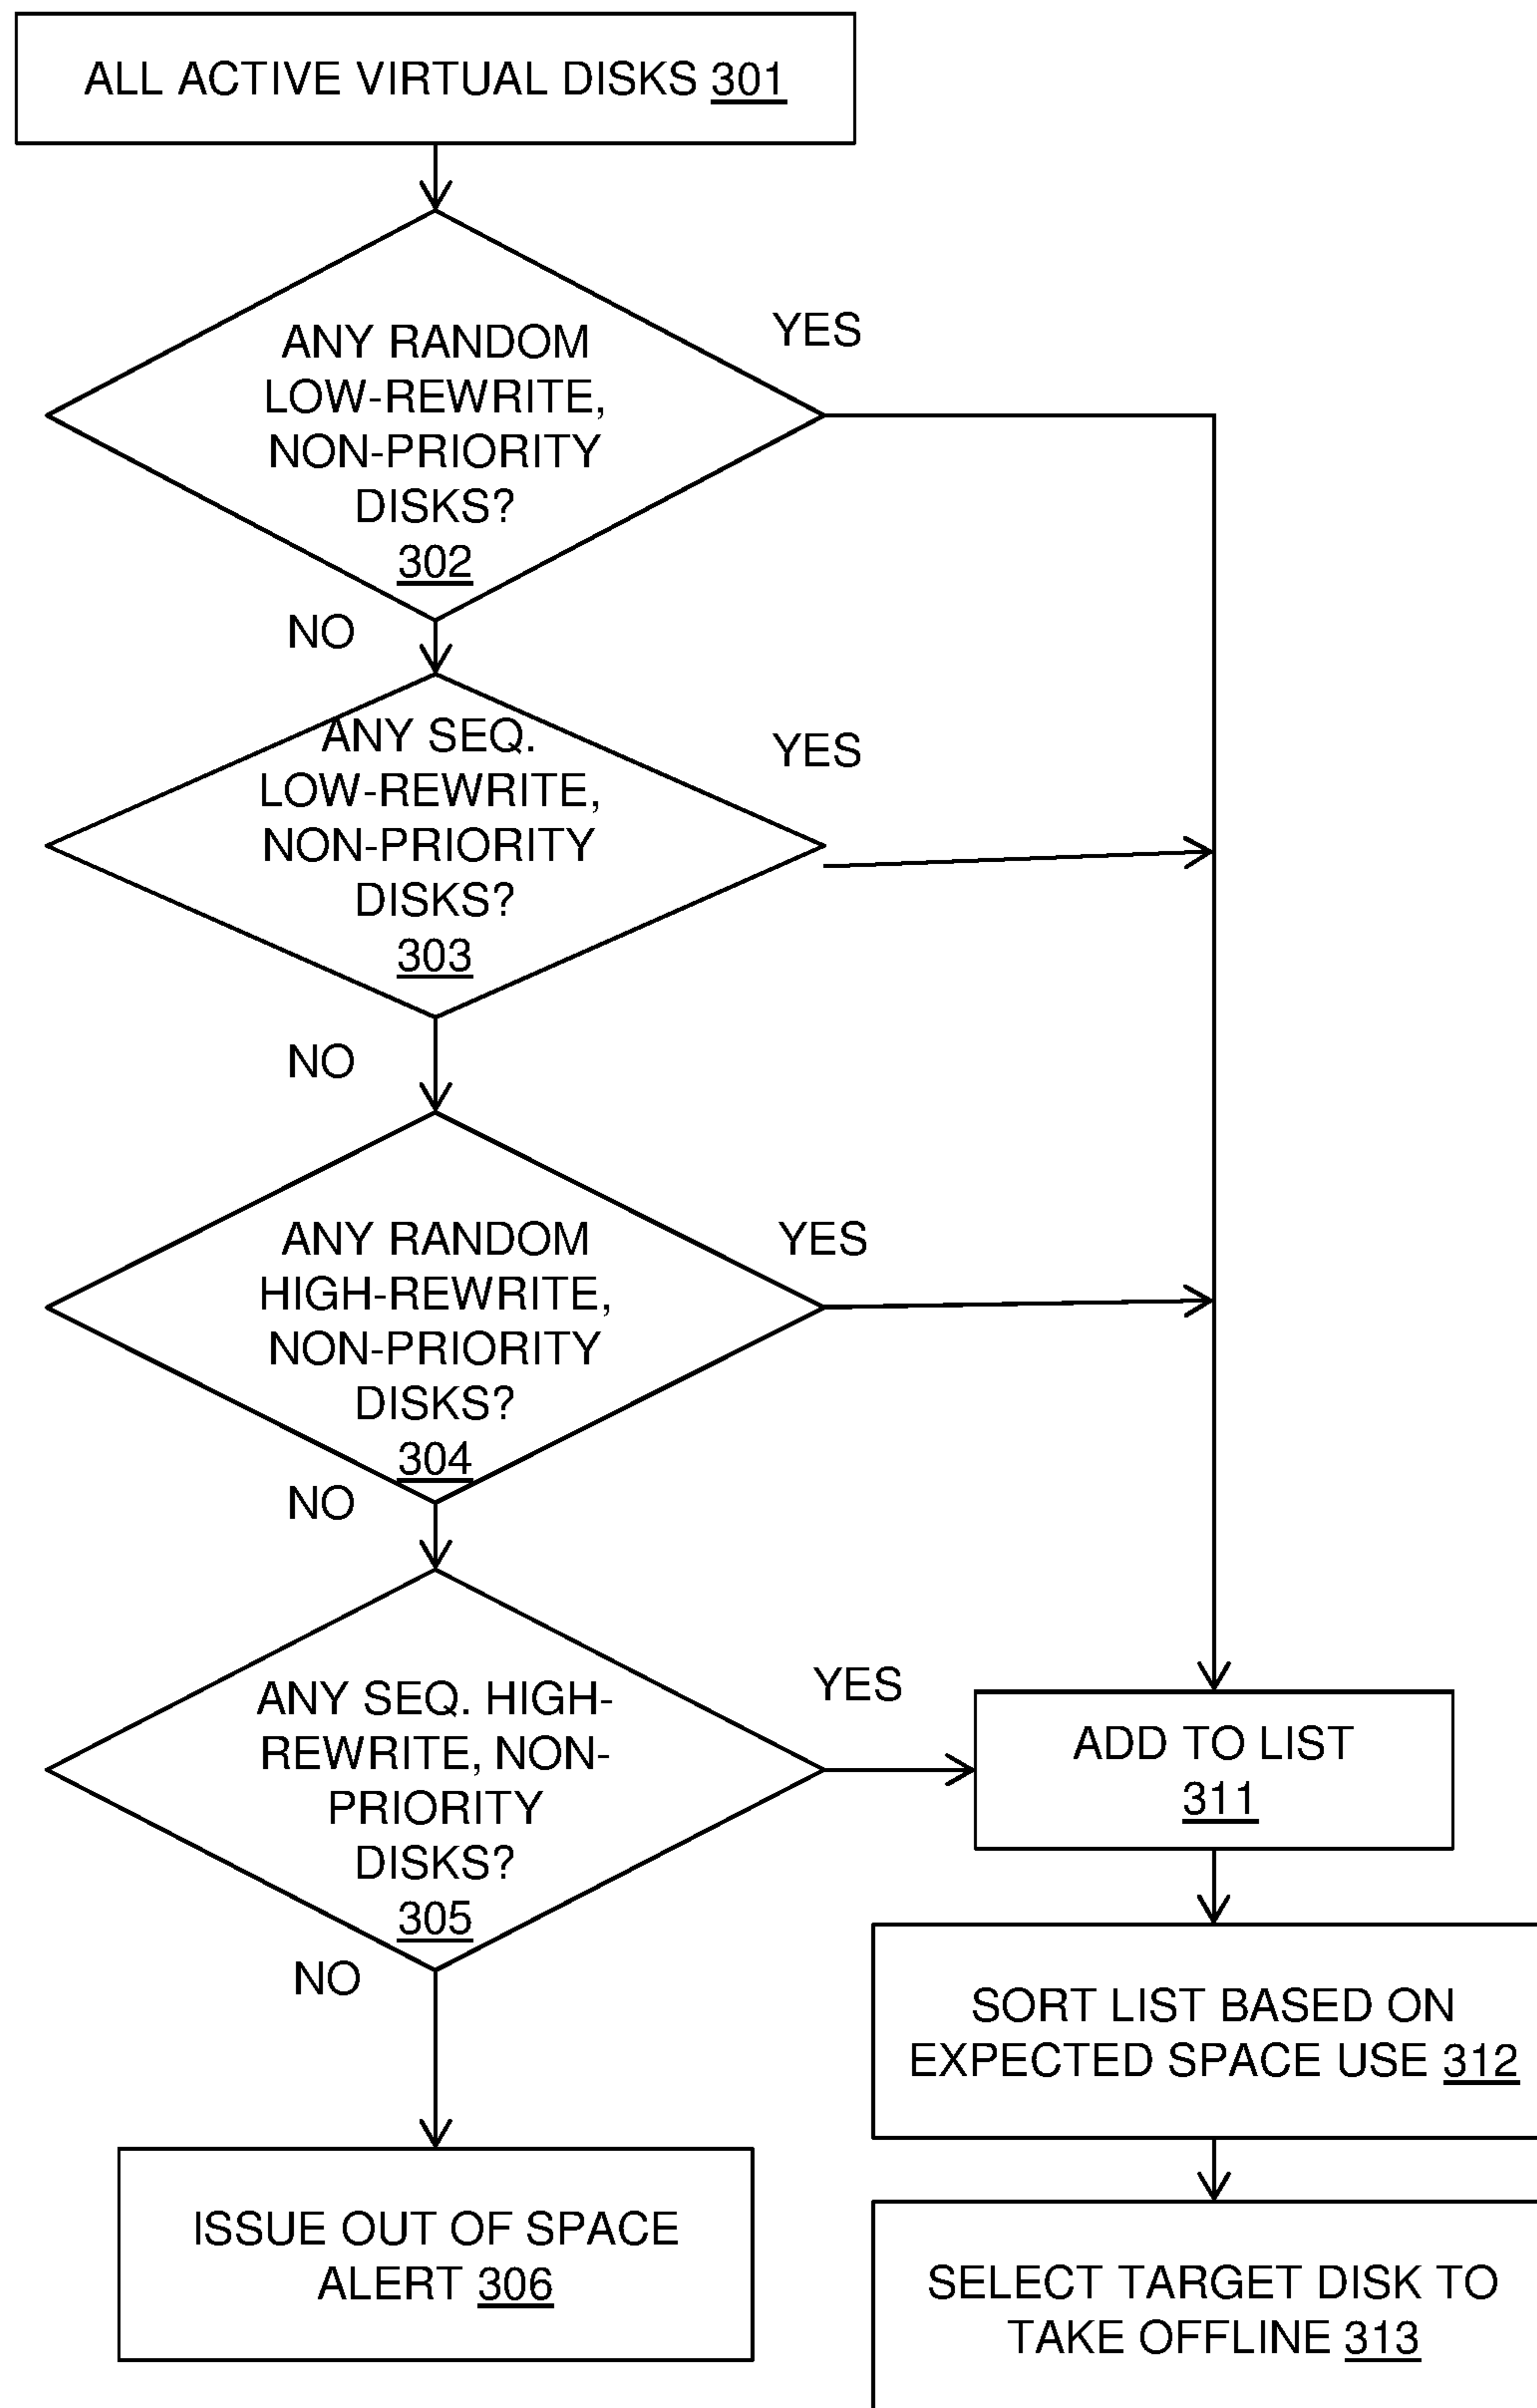 ALL ACTIVE VIRTUAL DISKS 301
ANY RANDOM
LOW-REWRITE,
NON-PRIORITY
DISKS?
302
YES
NO
ANY SEQ.
LOW-REWRITE,
NON-PRIORITY
DISKS?
303
YES
NO
ANY RANDOM
HIGH-REWRITE,
NON-PRIORITY
DISKS?
304
YES
NO
ANY SEQ. HIGH-
REWRITE, NON-
PRIORITY
DISKS?
305
YES
NO
ADD TO LIST
311
SORT LIST BASED ON
EXPECTED SPACE USE 312
ISSUE OUT OF SPACE
ALERT 306
SELECT TARGET DISK TO
TAKE OFFLINE 313